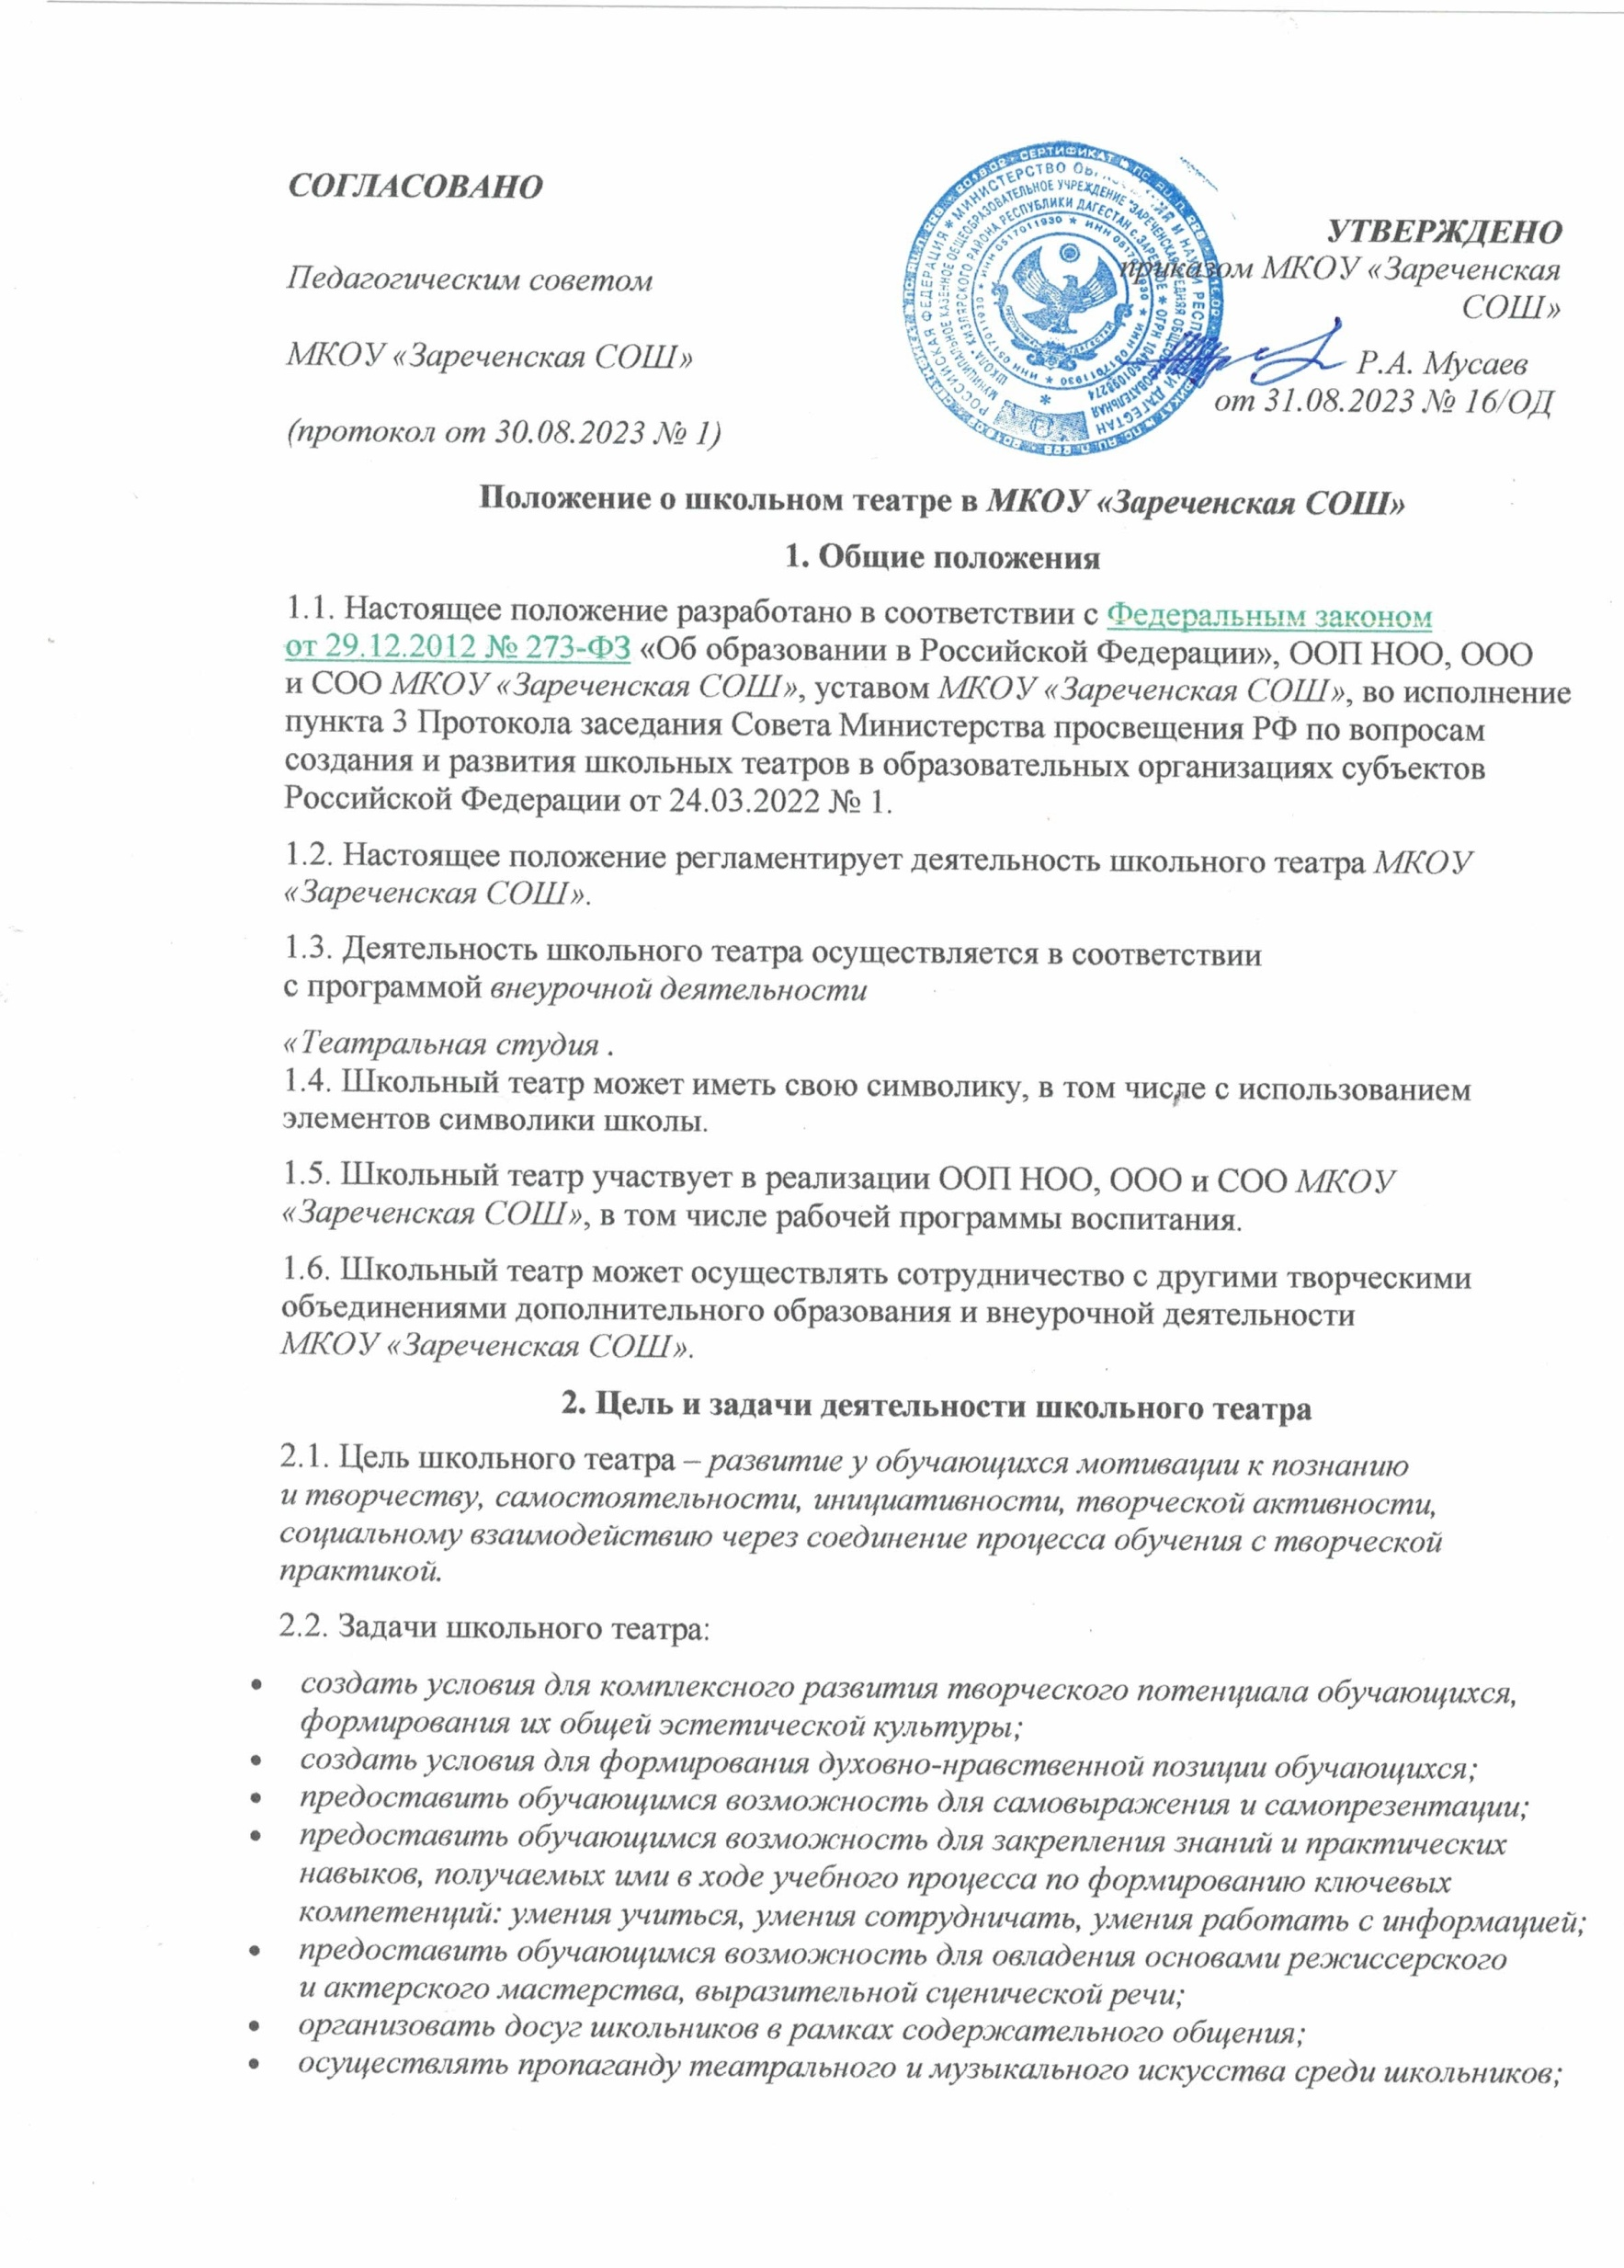 СОГЛАСОВАНО
Педагогическим советом
МКОУ «Зареченская СОШ»
(протокол от 30.08.2023 № 1)
УТВЕРЖДЕНО
приказом МКОУ «Зареченская
СОШ»
Р.А. Мусаев
от 31.08.2023 № 16/ОД
Положение о школьном театре в МКОУ «Зареченская СОШ»
1. Общие положения
1.1. Настоящее положение разработано в соответствии с Федеральным законом
от 29.12.2012 № 273-ФЗ «Об образовании в Российской Федерации», ООП НОО, ООО
и СОО МКОУ «Зареченская СОШ», уставом МКОУ «Зареченская СОШ», во исполнение
пункта 3 Протокола заседания Совета Министерства просвещения РФ по вопросам
создания и развития школьных театров в образовательных организациях субъектов
Российской Федерации от 24.03.2022 № 1.
1.2. Настоящее положение регламентирует деятельность школьного театра МКОУ
«Зареченская СОШ».
1.3. Деятельность школьного театра осуществляется в соответствии
с программой внеурочной деятельности
«Театральная студия .
1.4. Школьный театр может иметь свою символику, в том числе с использованием
элементов символики школы.
1.5. Школьный театр участвует в реализации ООП НОО, ООО и СОО МКОУ
«Зареченская СОШ», в том числе рабочей программы воспитания.
1.6. Школьный театр может осуществлять сотрудничество с другими творческими
объединениями дополнительного образования и внеурочной деятельности
МКОУ «Зареченская СОШ».
2. Цель и задачи деятельности школьного театра
2.1. Цель школьного театра – развитие у обучающихся мотивации к познанию
и творчеству, самостоятельности, инициативности, творческой активности,
социальному взаимодействию через соединение процесса обучения с творческой
практикой.
2.2. Задачи школьного театра:
• создать условия для комплексного развития творческого потенциала обучающихся,
формирования их общей эстетической культуры;
• создать условия для формирования духовно-нравственной позиции обучающихся;
• предоставить обучающимся возможность для самовыражения и самопрезентации;
• предоставить обучающимся возможность для закрепления знаний и практических
навыков, получаемых ими в ходе учебного процесса по формированию ключевых
компетенций: умения учиться, умения сотрудничать, умения работать с информацией;
• предоставить обучающимся возможность для овладения основами режиссерского
и актерского мастерства, выразительной сценической речи;
• организовать досуг школьников в рамках содержательного общения;
• осуществлять пропаганду театрального и музыкального искусства среди школьников;